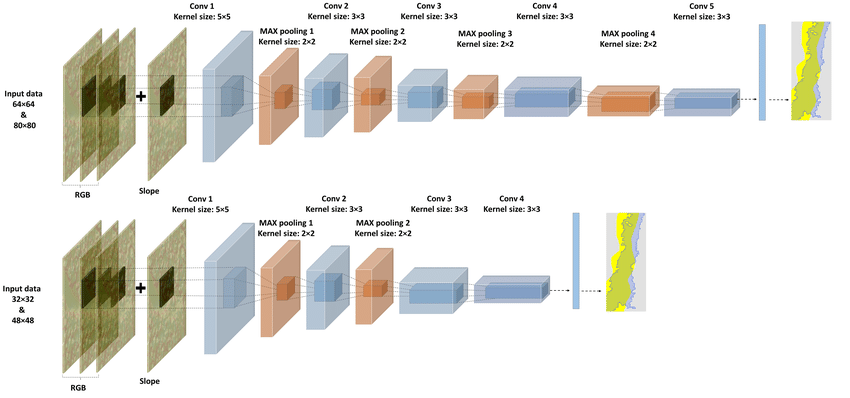 Conv 1
Kernel size: 5×5
Conv 2
Kernel size: 3×3
Conv 3
Kernel size: 3×3
Conv 4
Kernel size: 3×3
Conv 5
Kernel size: 3×3
MAX pooling 1
Kernel size: 2×2
MAX pooling 2
Kernel size: 2×2
MAX pooling 3
Kernel size: 2×2
MAX pooling 4
Kernel size: 2×2
Input data
64×64
&
80×80
+
RGB
Slope
Conv 1
Kernel size: 5×5
Conv 2
Kernel size: 3×3
Conv 3
Kernel size: 3×3
Conv 4
Kernel size: 3×3
MAX pooling 1
Kernel size: 2×2
MAX pooling 2
Kernel size: 2×2
Input data
32×32
&
48×48
+
RGB
Slope